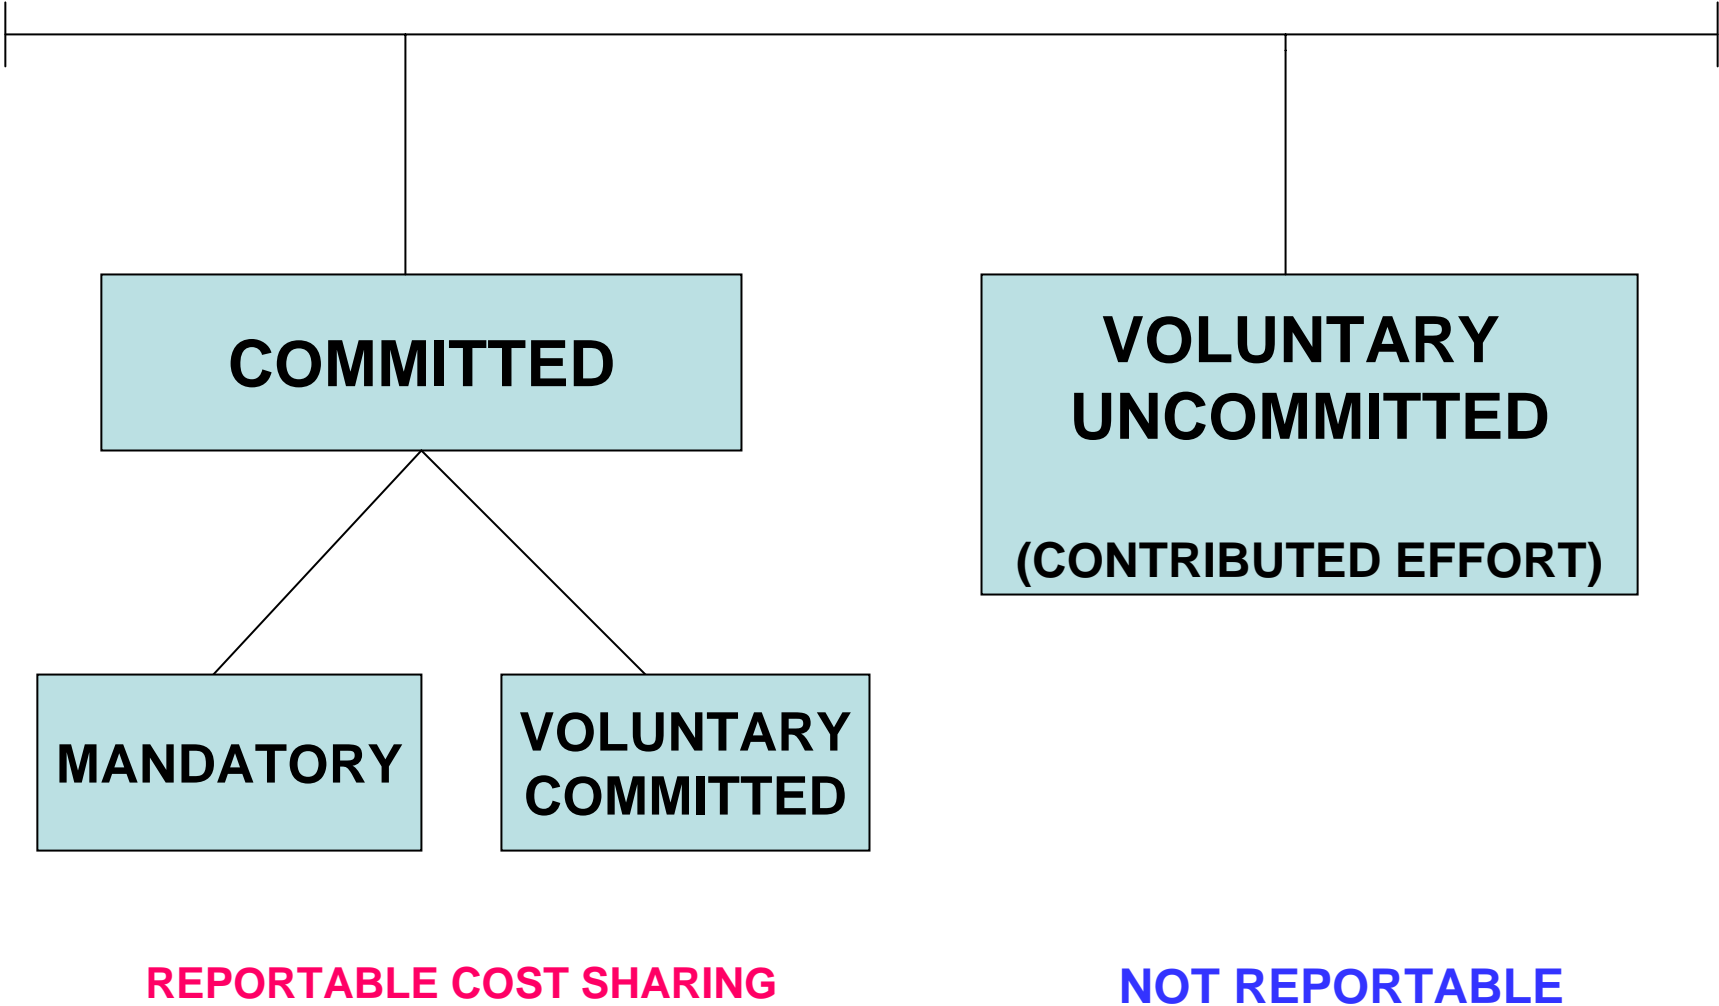 COMMITTED
VOLUNTARY
UNCOMMITTED
(CONTRIBUTED EFFORT)
MANDATORY
VOLUNTARY
COMMITTED
REPORTABLE COST SHARING
NOT REPORTABLE